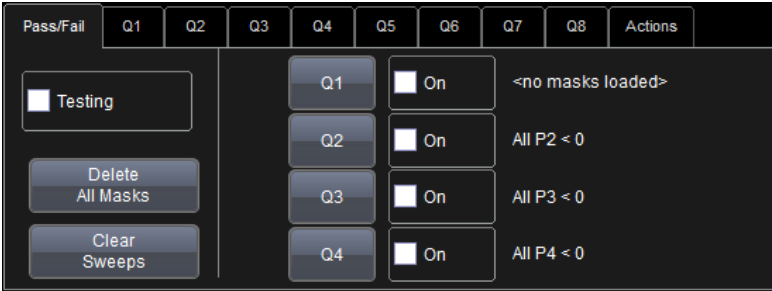 Pass/Fail Q1 Q2 Q3 Q4 Q5 Q6 Q7 Q8 Actions
Testing
Delete
All Masks
Clear
Sweeps
Q1 On <no masks loaded>
Q2 On All P2 < 0
Q3 On All P3 < 0
Q4 On All P4 < 0